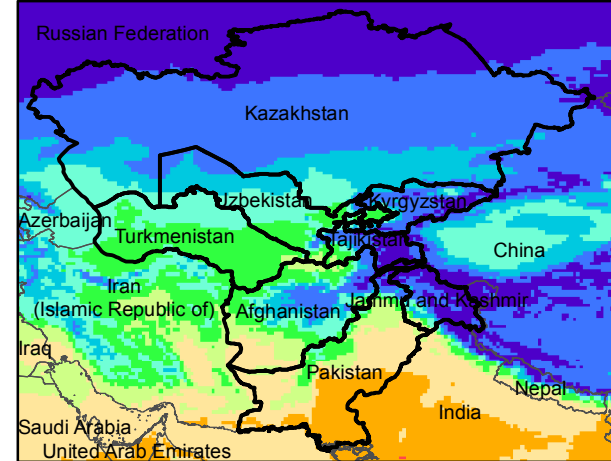 Russian Federation
Kazakhstan
Uzbekistan
Kyrgyzstan
Azerbaijan
Turkmenistan
Tajikistan
China
Iran
(Islamic Republic of)
Afghanistan
Jammu and Kashmir
Iraq
Pakistan
Nepal
India
Saudi Arabia
United Arab Emirates